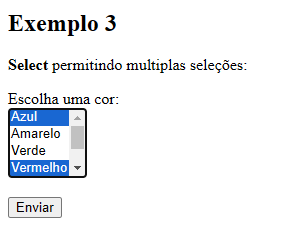 Exemplo 3
Select permitindo multiplas seleções:
Escolha uma cor:
Azul
Amarelo
Verde
Vermelho
Enviar